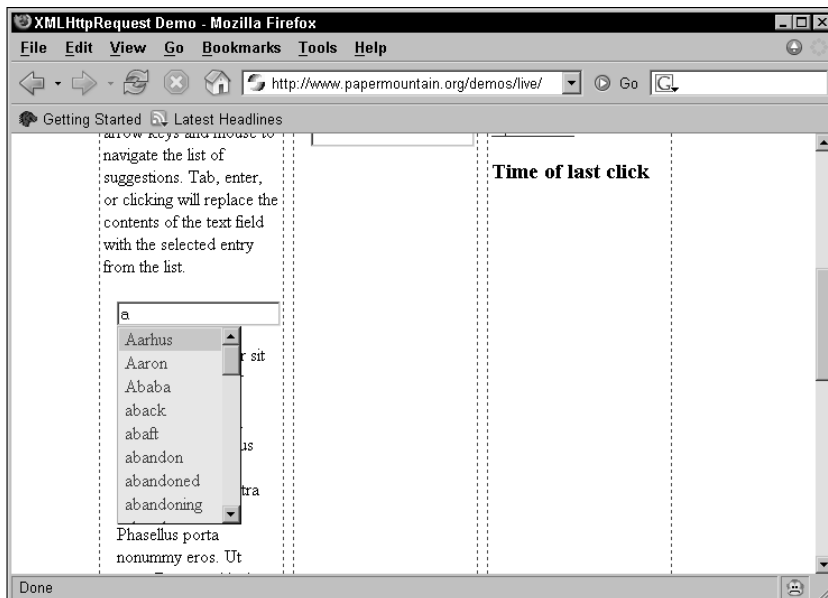 XMLHttpRequest Demo - Mozilla Firefox
File Edit View Go Bookmarks Tools Help
http://www.papermountain.org/demos/live/ Go G
Getting Started Latest Headlines
arrow keys and mouse to
navigate the list of
suggestions. Tab, enter,
or clicking will replace the
contents of the text field
with the selected entry
from the list.
a
Aarhus
Aaron
Ababa
aback
abaft
abandon
abandoned
abandoning
r sit
us
tra
Phasellus porta
nonummy eros. Ut
Time of last click
Done